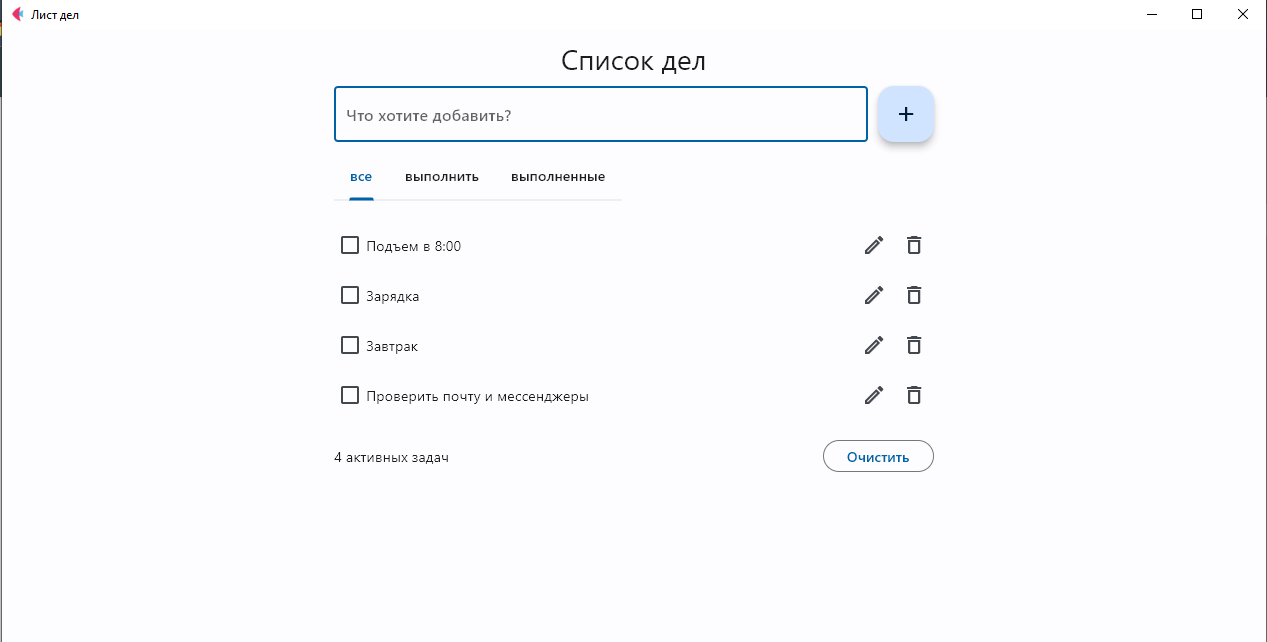 Лист дел
Список дел
Что хотите добавить?
+
все выполнить выполненные
Подъем в 8:00
Зарядка
Завтрак
Проверить почту и мессенджеры
4 активных задач Очистить